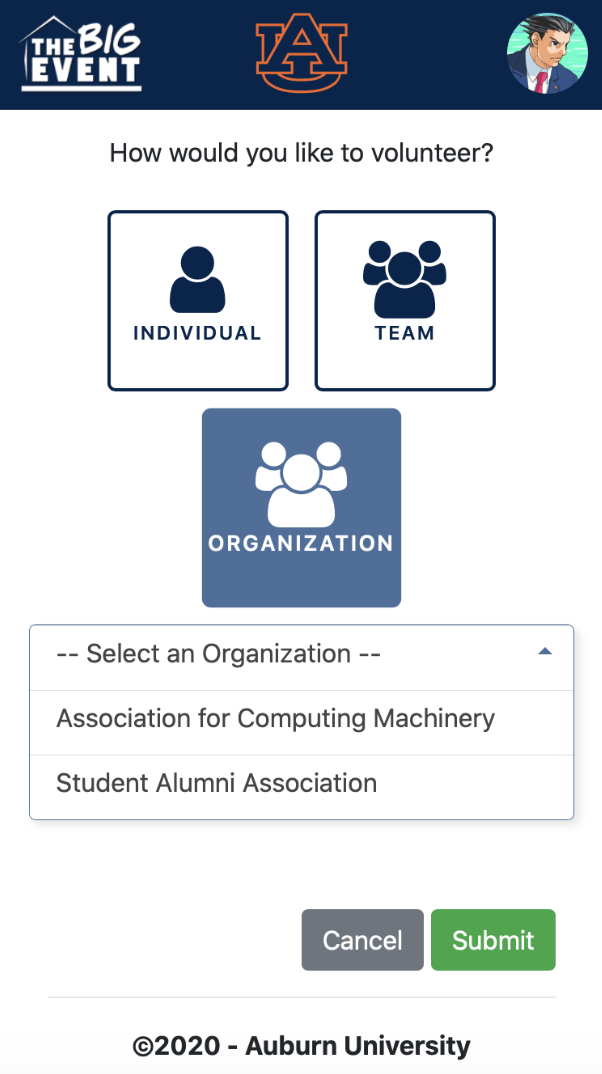 THE BIG
EVENT
AU
How would you like to volunteer?
INDIVIDUAL
TEAM
ORGANIZATION
-- Select an Organization --
Association for Computing Machinery
Student Alumni Association
Cancel
Submit
©2020 - Auburn University